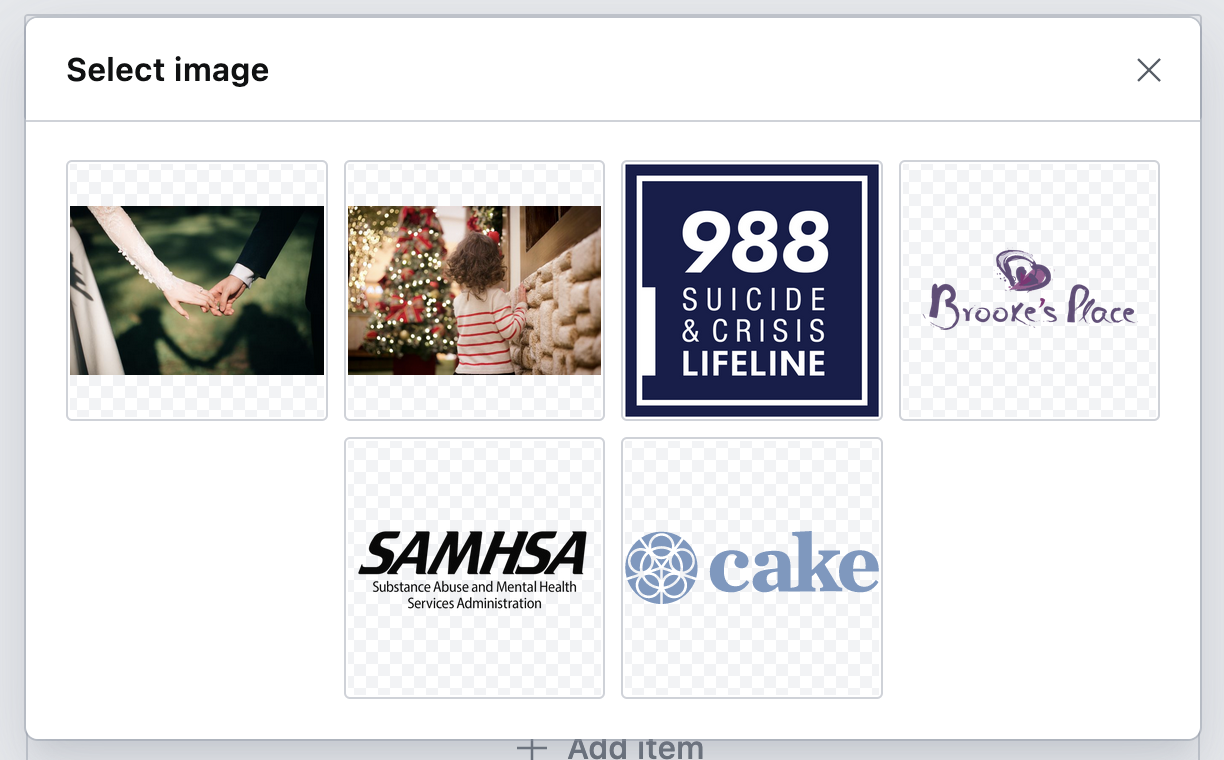 Select image
988
SUICIDE
& CRISIS
LIFELINE
Brooke's Place
SAMHSA
Substance Abuse and Mental Health
Services Administration
cake
Add item